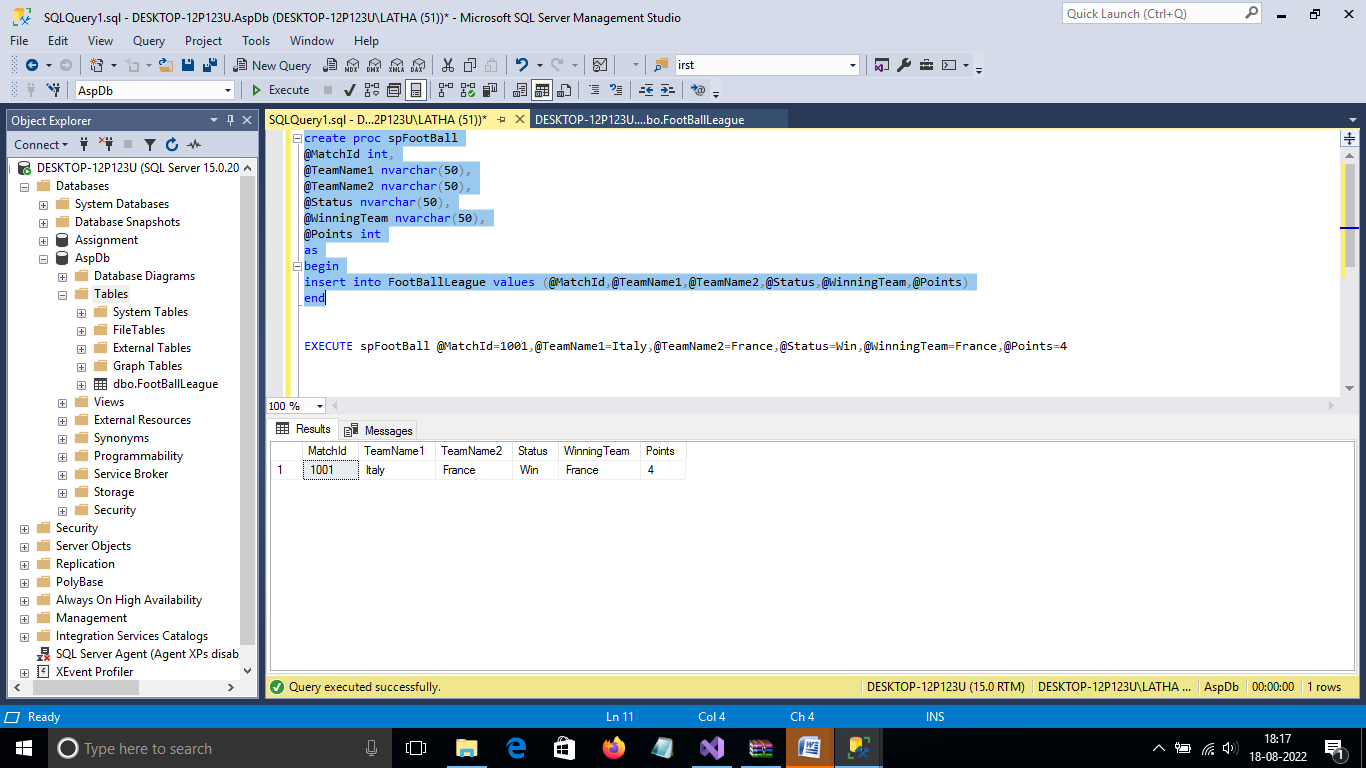 SQLQuery1.sql - DESKTOP-12P123U.AspDb (DESKTOP-12P123U\LATHA (51))* - Microsoft SQL Server Management Studio
Quick Launch (Ctrl+Q)
File Edit View Query Project Tools Window Help
New Query MDX DMX XMLA DAX irst
AspDb Execute
Object Explorer
Connect
DESKTOP-12P123U (SQL Server 15.0.20
Databases
System Databases
Database Snapshots
Assignment
AspDb
Database Diagrams
Tables
System Tables
FileTables
External Tables
Graph Tables
dbo.FootBallLeague
Views
External Resources
Synonyms
Programmability
Service Broker
Storage
Security
Security
Server Objects
Replication
PolyBase
Always On High Availability
Management
Integration Services Catalogs
SQL Server Agent (Agent XPs disab
XEvent Profiler
SQLQuery1.sql - D...2P123U\LATHA (51))* DESKTOP-12P123U....bo.FootBallLeague
create proc spFootBall
@MatchId int,
@TeamName1 nvarchar(50),
@TeamName2 nvarchar(50),
@Status nvarchar(50),
@WinningTeam nvarchar(50),
@Points int
as
begin
insert into FootBallLeague values (@MatchId,@TeamName1,@TeamName2,@Status,@WinningTeam,@Points)
end
EXECUTE spFootBall @MatchId=1001,@TeamName1=Italy,@TeamName2=France,@Status=Win,@WinningTeam=France,@Points=4
100 %
Results Messages
MatchId TeamName1 TeamName2 Status WinningTeam Points
1 1001 Italy France Win France 4
Query executed successfully. DESKTOP-12P123U (15.0 RTM) DESKTOP-12P123U\LATHA ... AspDb 00:00:00 1 rows
Ready Ln 11 Col 4 Ch 4 INS
Type here to search
18:17
18-08-2022
1